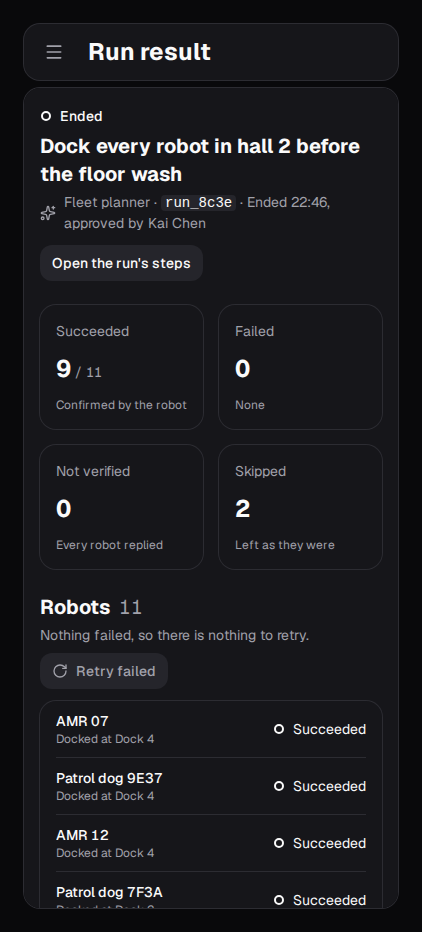 Run result
Ended
Dock every robot in hall 2 before
the floor wash
Fleet planner · run_8c3e · Ended 22:46,
approved by Kai Chen
Open the run's steps
Succeeded
9 / 11
Confirmed by the robot
Failed
0
None
Not verified
0
Every robot replied
Skipped
2
Left as they were
Robots 11
Nothing failed, so there is nothing to retry.
Retry failed
AMR 07
Docked at Dock 4
Succeeded
Patrol dog 9E37
Docked at Dock 4
Succeeded
AMR 12
Docked at Dock 4
Succeeded
Patrol dog 7F3A
Succeeded